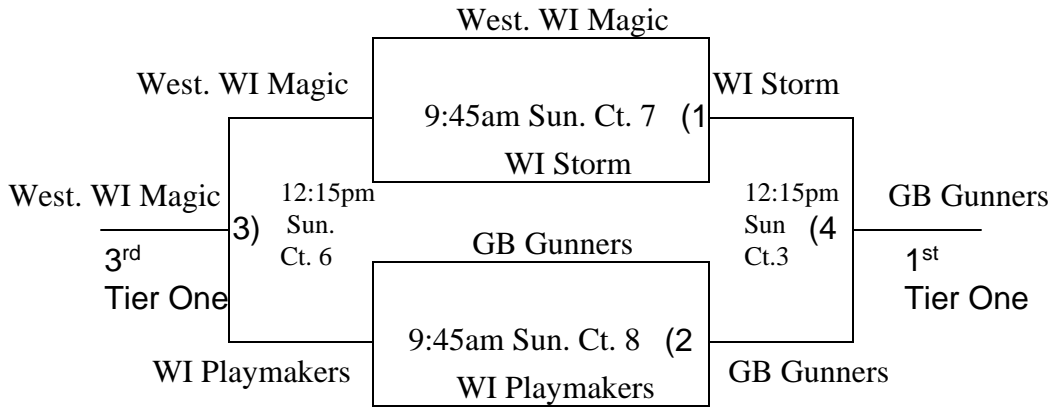 West. WI Magic
West. WI Magic
WI Storm
9:45am Sun. Ct. 7 (1
WI Storm
West. WI Magic
12:15pm
Sun.
Ct. 6
3)
12:15pm
Sun
Ct.3
(4
GB Gunners
GB Gunners
3rd
Tier One
1st
Tier One
9:45am Sun. Ct. 8 (2
WI Playmakers
WI Playmakers
GB Gunners